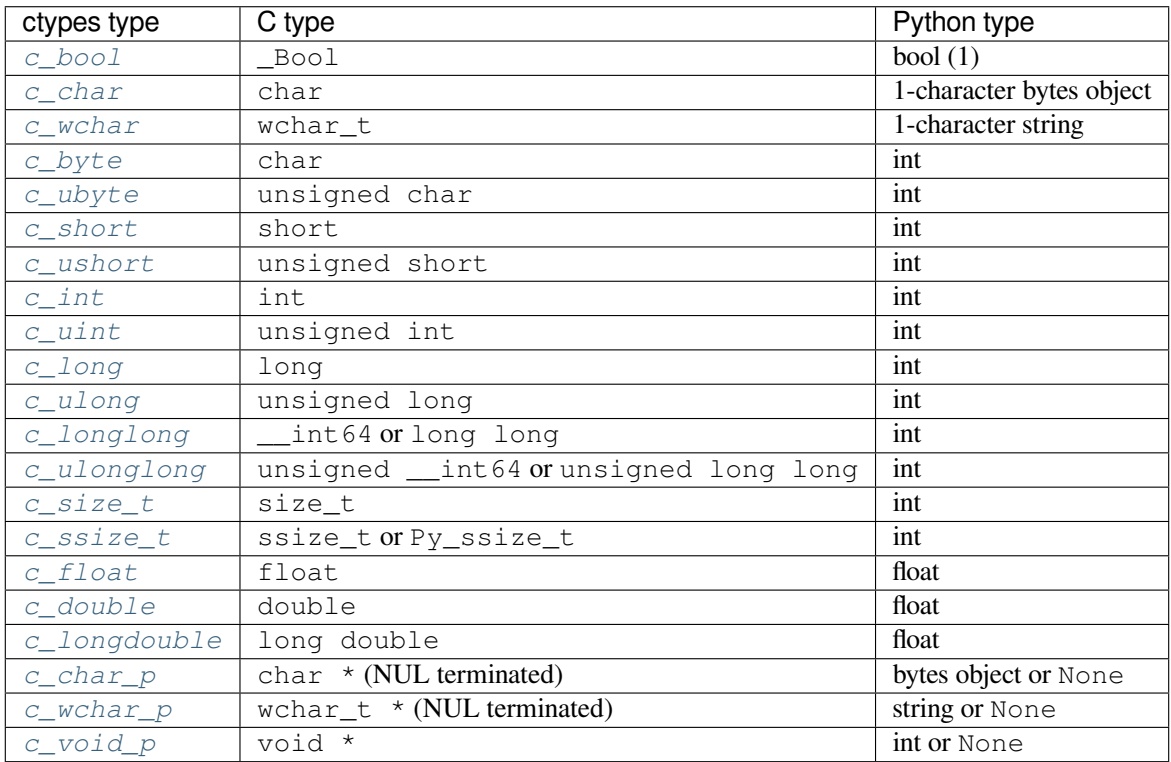 ctypes type C type Python type
c_bool _Bool bool (1)
c_char char 1-character bytes object
c_wchar wchar_t 1-character string
c_byte char int
c_ubyte unsigned char int
c_short short int
c_ushort unsigned short int
c_int int int
c_uint unsigned int int
c_long long int
c_ulong unsigned long int
c_longlong __int64 or long long int
c_ulonglong unsigned __int64 or unsigned long long int
c_size_t size_t int
c_ssize_t ssize_t or Py_ssize_t int
c_float float float
c_double double float
c_longdouble long double float
c_char_p char * (NUL terminated) bytes object or None
c_wchar_p wchar_t * (NUL terminated) string or None
c_void_p void * int or None